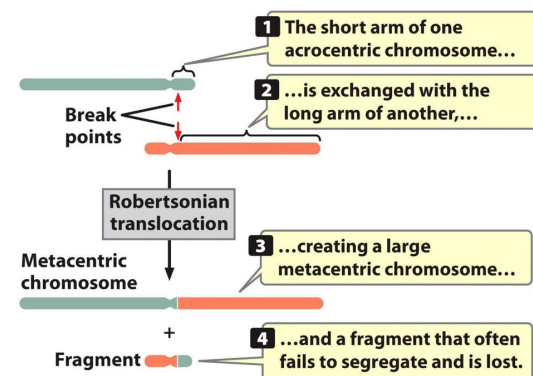 1 The short arm of one
acrocentric chromosome…
2 …is exchanged with the
long arm of another,…
Break
points
Robertsonian
translocation
3 …creating a large
metacentric chromosome…
Metacentric
chromosome
+
4 …and a fragment that often
fails to segregate and is lost.
Fragment